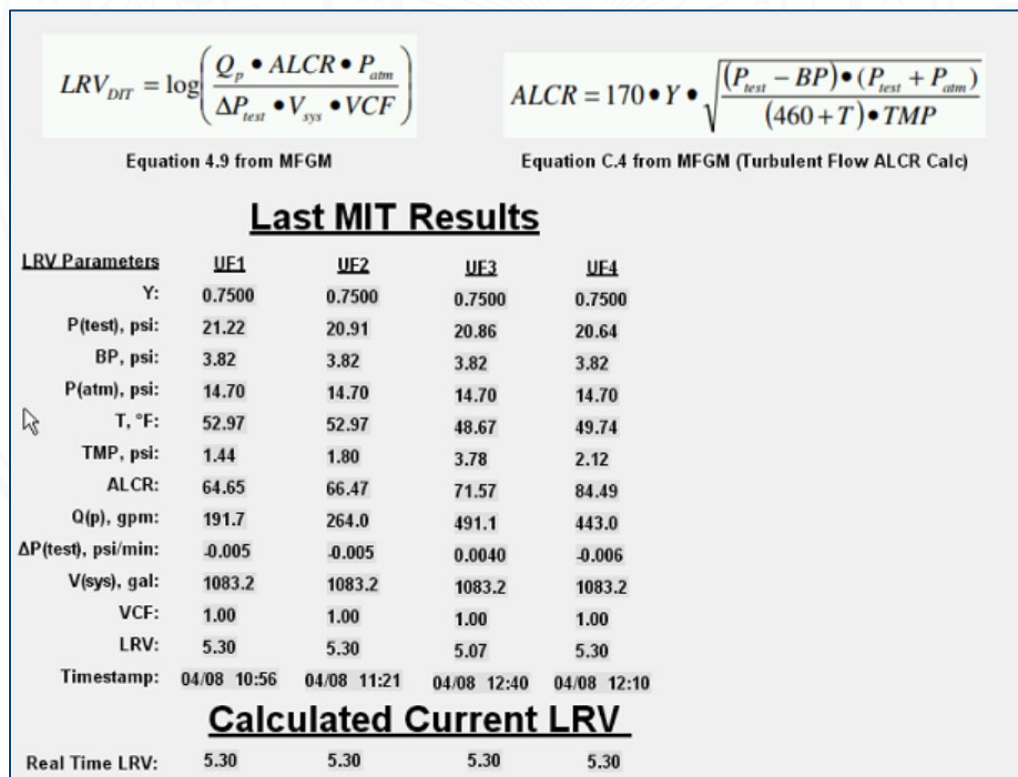 LRV_DIT = log(Q_p • ALCR • P_atm / ΔP_test • V_sys • VCF)
ALCR = 170 • Y • √((P_test − BP) • (P_test + P_atm) / (460 + T) • TMP)
Equation 4.9 from MFGM
Equation C.4 from MFGM (Turbulent Flow ALCR Calc)
Last MIT Results
LRV Parameters UF1 UF2 UF3 UF4
Y: 0.7500 0.7500 0.7500 0.7500
P(test), psi: 21.22 20.91 20.86 20.64
BP, psi: 3.82 3.82 3.82 3.82
P(atm), psi: 14.70 14.70 14.70 14.70
T, °F: 52.97 52.97 48.67 49.74
TMP, psi: 1.44 1.80 3.78 2.12
ALCR: 64.65 66.47 71.57 84.49
Q(p), gpm: 191.7 264.0 491.1 443.0
ΔP(test), psi/min: -0.005 -0.005 0.0040 -0.006
V(sys), gal: 1083.2 1083.2 1083.2 1083.2
VCF: 1.00 1.00 1.00 1.00
LRV: 5.30 5.30 5.07 5.30
Timestamp: 04/08 10:56 04/08 11:21 04/08 12:40 04/08 12:10
Calculated Current LRV
Real Time LRV: 5.30 5.30 5.30 5.30